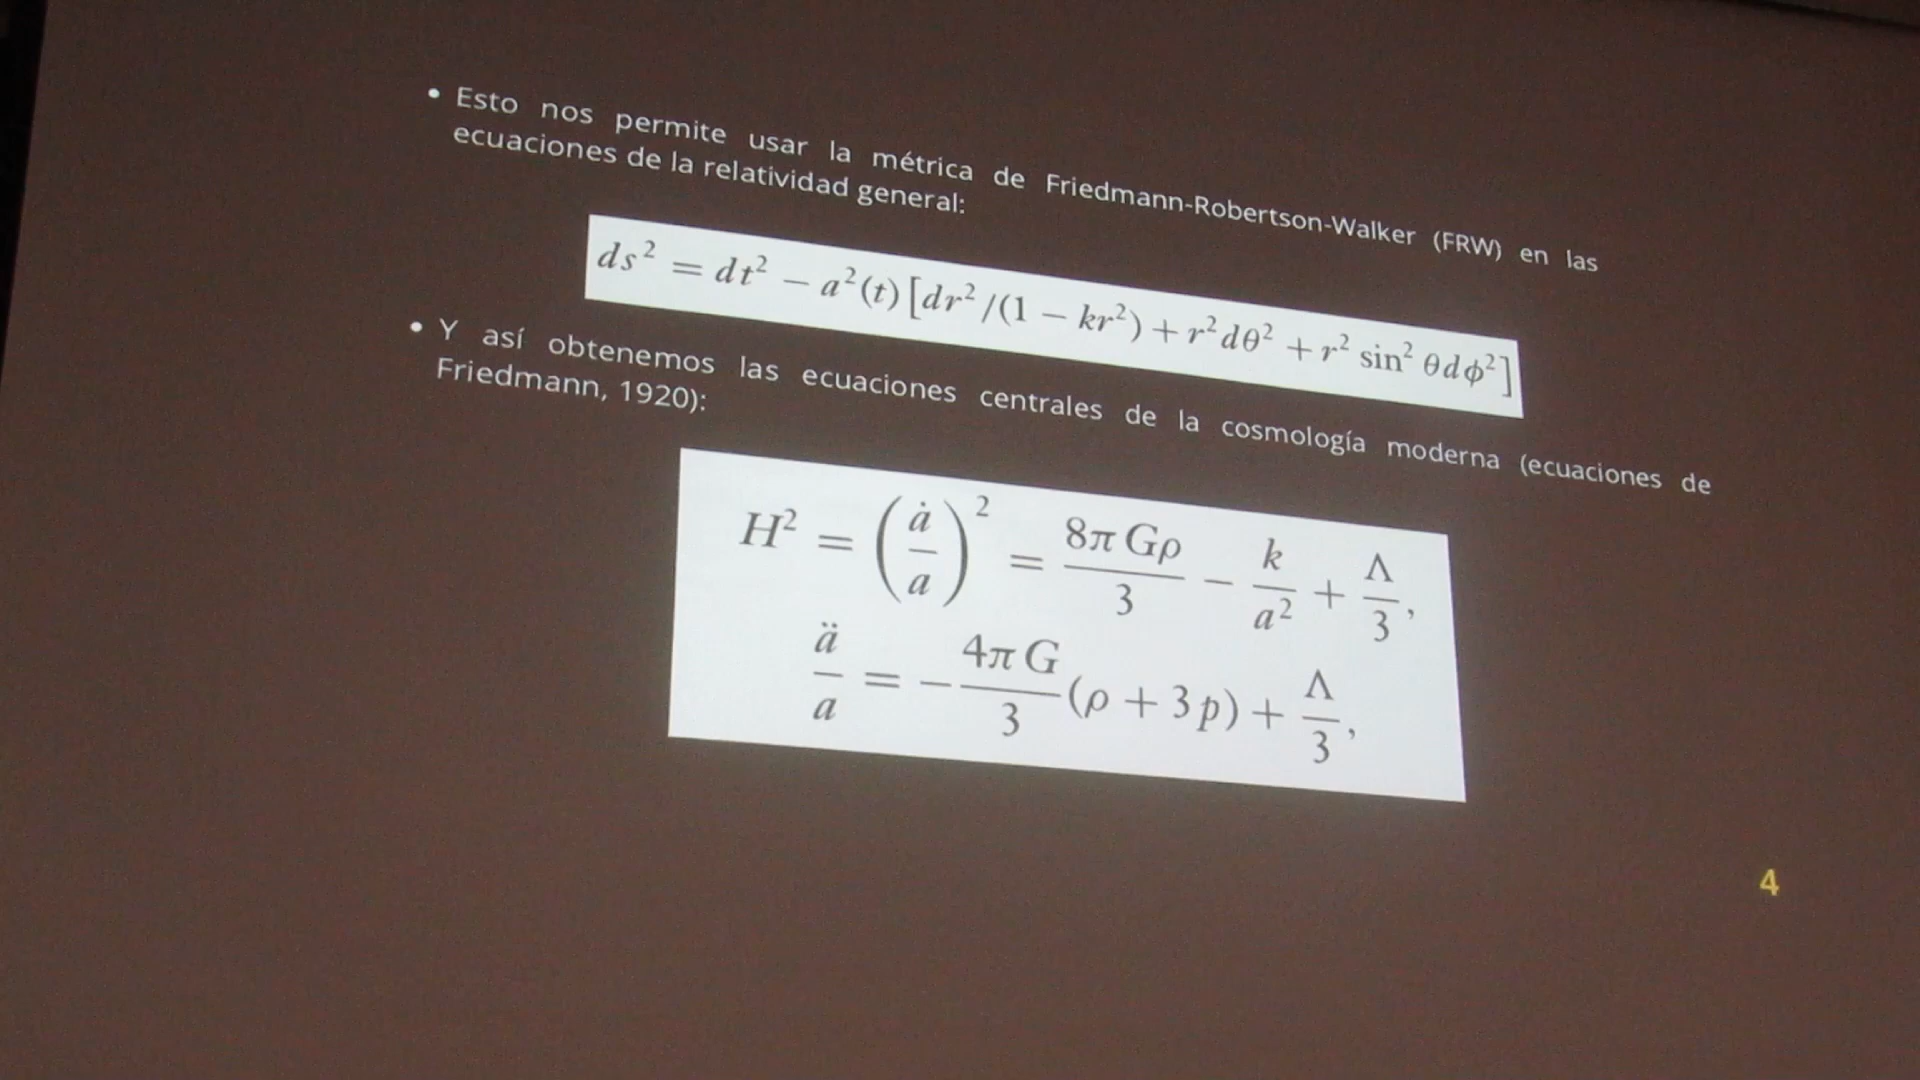 • Esto nos permite usar la métrica de Friedmann-Robertson-Walker (FRW) en las
ecuaciones de la relatividad general:
ds² = dt² − a²(t)[dr²/(1 − kr²) + r²dθ² + r² sin² θdϕ²]
• Y así obtenemos las ecuaciones centrales de la cosmología moderna (ecuaciones de
Friedmann, 1920):
H² = (ȧ/a)² = 8πGρ/3 − k/a² + Λ/3,
ä/a = −4πG/3 (ρ + 3p) + Λ/3,
4